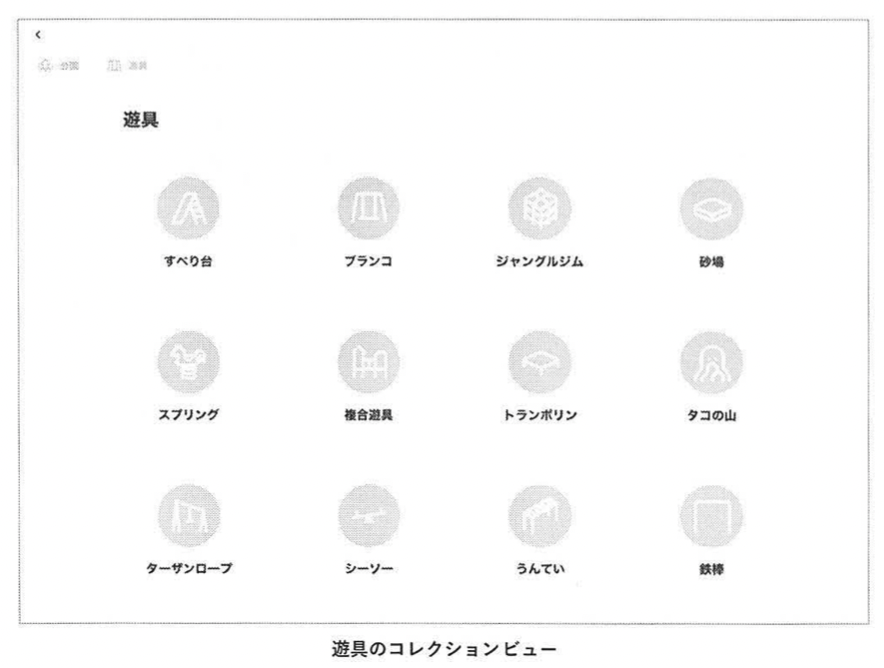 <
公園 遊具
遊具
すべり台 ブランコ ジャングルジム 砂場
スプリング 複合遊具 トランポリン タコの山
ターザンロープ シーソー うんてい 鉄棒
遊具のコレクションビュー